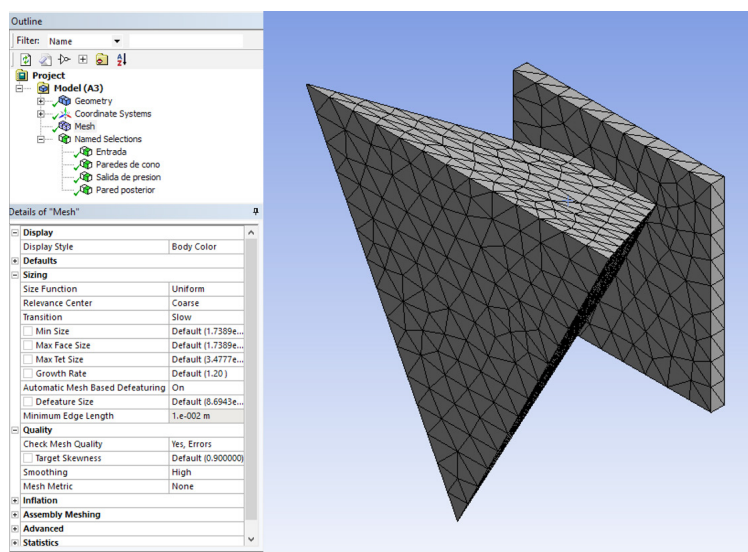 Outline
Filter: Name
Project
Model (A3)
Geometry
Coordinate Systems
Mesh
Named Selections
Entrada
Paredes de cono
Salida de presion
Pared posterior
Details of "Mesh"
Display
Display Style Body Color
Defaults
Sizing
Size Function Uniform
Relevance Center Coarse
Transition Slow
Min Size Default (1.7389e...
Max Face Size Default (1.7389e...
Max Tet Size Default (3.4777e...
Growth Rate Default (1.20 )
Automatic Mesh Based Defeaturing On
Defeature Size Default (8.6943e...
Minimum Edge Length 1.e-002 m
Quality
Check Mesh Quality Yes, Errors
Target Skewness Default (0.900000)
Smoothing High
Mesh Metric None
Inflation
Assembly Meshing
Advanced
Statistics